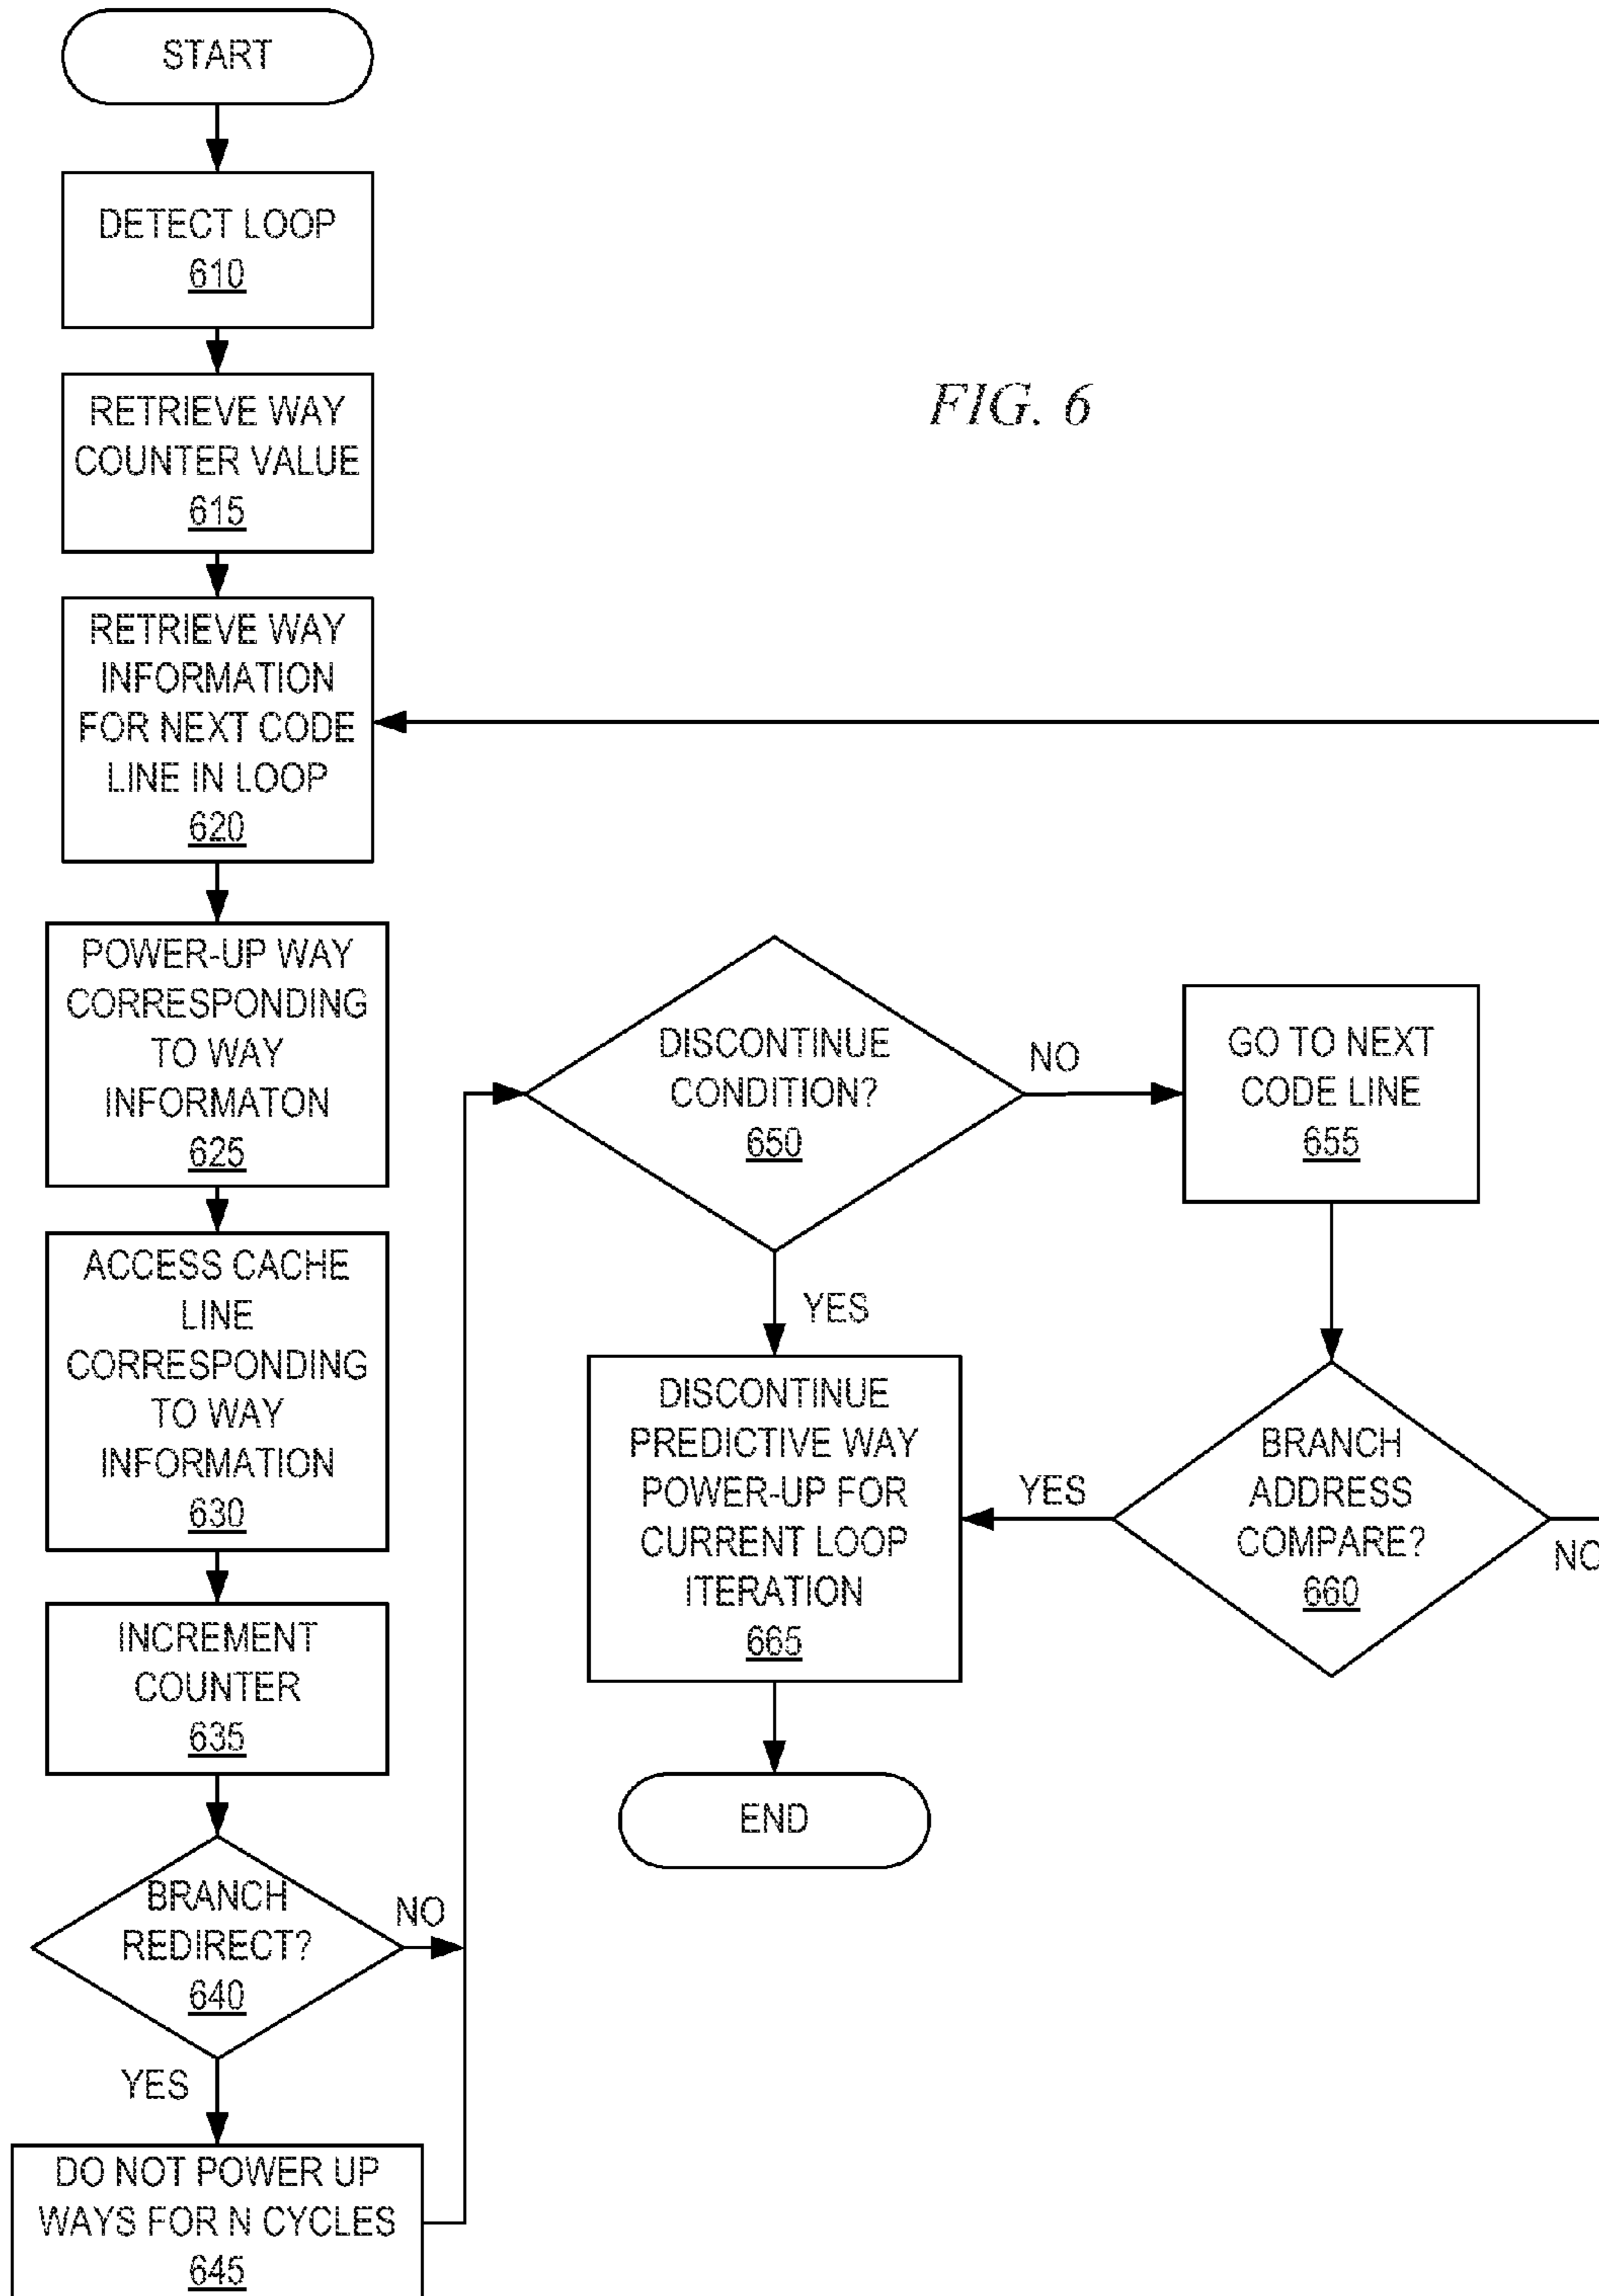 START
DETECT LOOP
610
RETRIEVE WAY
COUNTER VALUE
615
FIG. 6
RETRIEVE WAY
INFORMATION
FOR NEXT CODE
LINE IN LOOP
620
POWER-UP WAY
CORRESPONDING
TO WAY
INFORMATON
625
ACCESS CACHE
LINE
CORRESPONDING
TO WAY
INFORMATION
630
INCREMENT
COUNTER
635
BRANCH
REDIRECT?
640
NO
YES
DO NOT POWER UP
WAYS FOR N CYCLES
645
DISCONTINUE
CONDITION?
650
NO
YES
GO TO NEXT
CODE LINE
655
BRANCH
ADDRESS
COMPARE?
660
YES
NO
DISCONTINUE
PREDICTIVE WAY
POWER-UP FOR
CURRENT LOOP
ITERATION
665
END